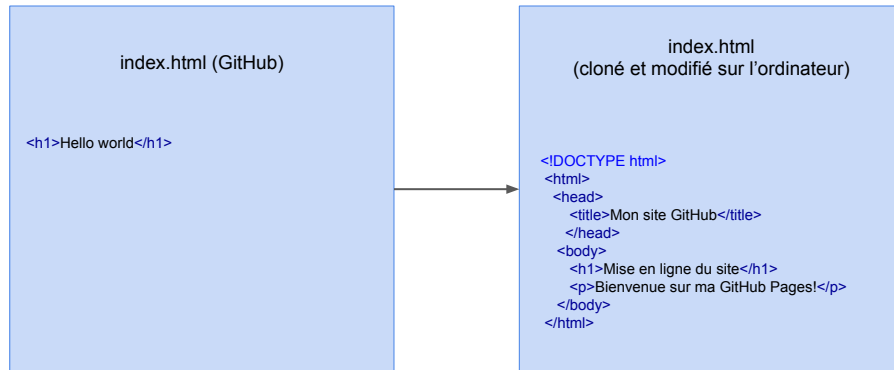 index.html (GitHub)
<h1>Hello world</h1>
index.html
(cloné et modifié sur l’ordinateur)
<!DOCTYPE html>
<html>
<head>
<title>Mon site GitHub</title>
</head>
<body>
<h1>Mise en ligne du site</h1>
<p>Bienvenue sur ma GitHub Pages!</p>
</body>
</html>